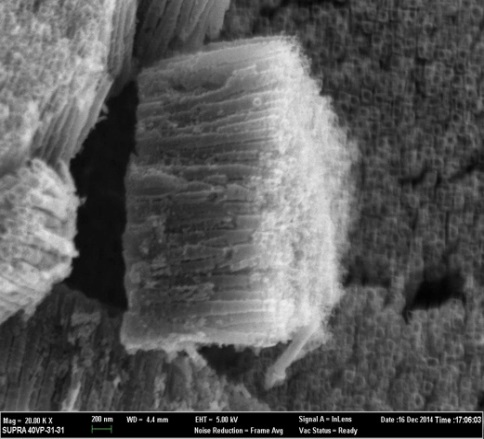 Mag = 20.00 K X 200 nm WD = 4.4 mm EHT = 5.00 kV Signal A = InLens Date :16 Dec 2014 Time :17:06:03
SUPRA 40VP-31-31 Noise Reduction = Frame Avg Vac Status = Ready